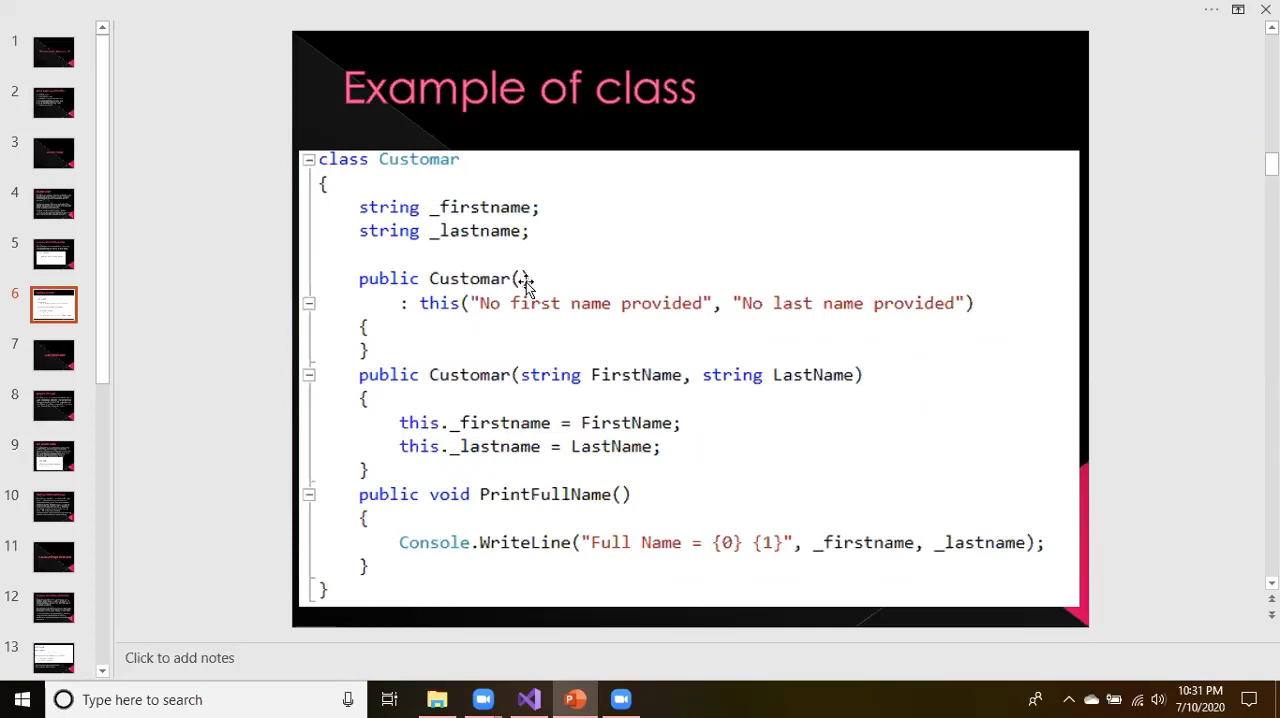 Example of class
class Customar
{
string _firstname;
string _lastname;
public Customar(
: this("No first name provided", "No last name provided")
{
}
public Customar(string FirstName, string LastName)
{
this._firstname = FirstName;
this._lastname = LastName;
}
public void PrintFullName()
{
Console.WriteLine("Full Name = {0} {1}", _firstname, _lastname);
}
}
1
2
3
4
5
6
7
8
9
10
11
12
13
Click to add notes
Type here to search
10:31 PM
7/10/2020